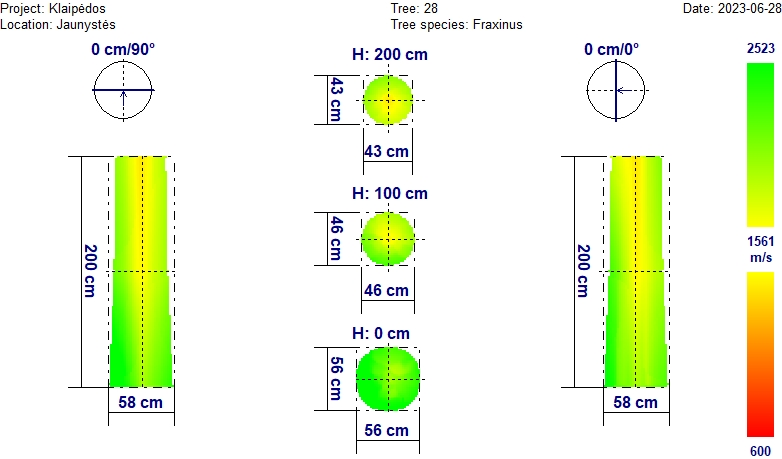 Project: Klaipėdos
Tree: 28
Date: 2023-06-28
Location: Jaunystės
Tree species: Fraxinus
0 cm/90°
H: 200 cm
0 cm/0°
2523
43 cm
43 cm
H: 100 cm
46 cm
46 cm
200 cm
200 cm
1561
m/s
H: 0 cm
56 cm
56 cm
58 cm
58 cm
600